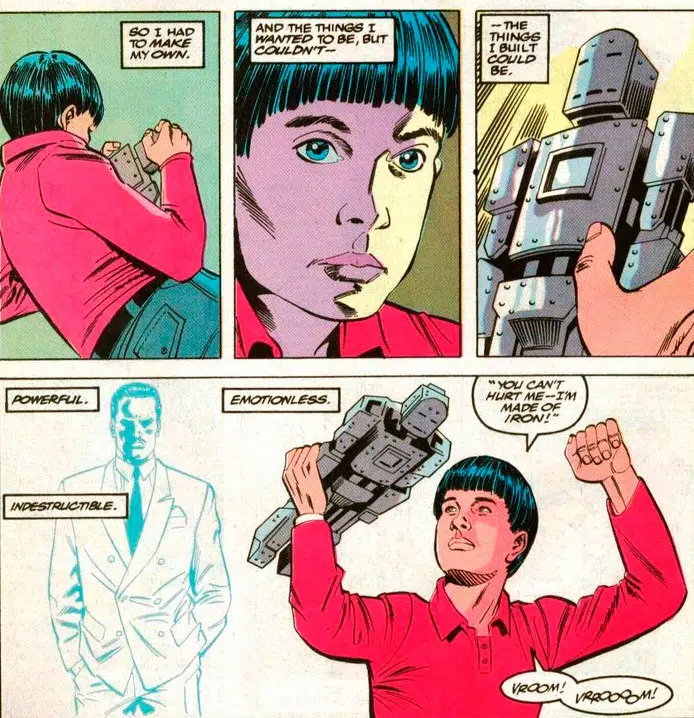 SO I HAD
TO MAKE
MY OWN.
AND THE THINGS I
WANTED TO BE, BUT
COULDN'T--
--THE
THINGS
I BUILT
COULD
BE.
POWERFUL.
INDESTRUCTIBLE.
EMOTIONLESS.
"YOU CAN'T
HURT ME--I'M
MADE OF
IRON!"
VROOM!
VRROOOM!